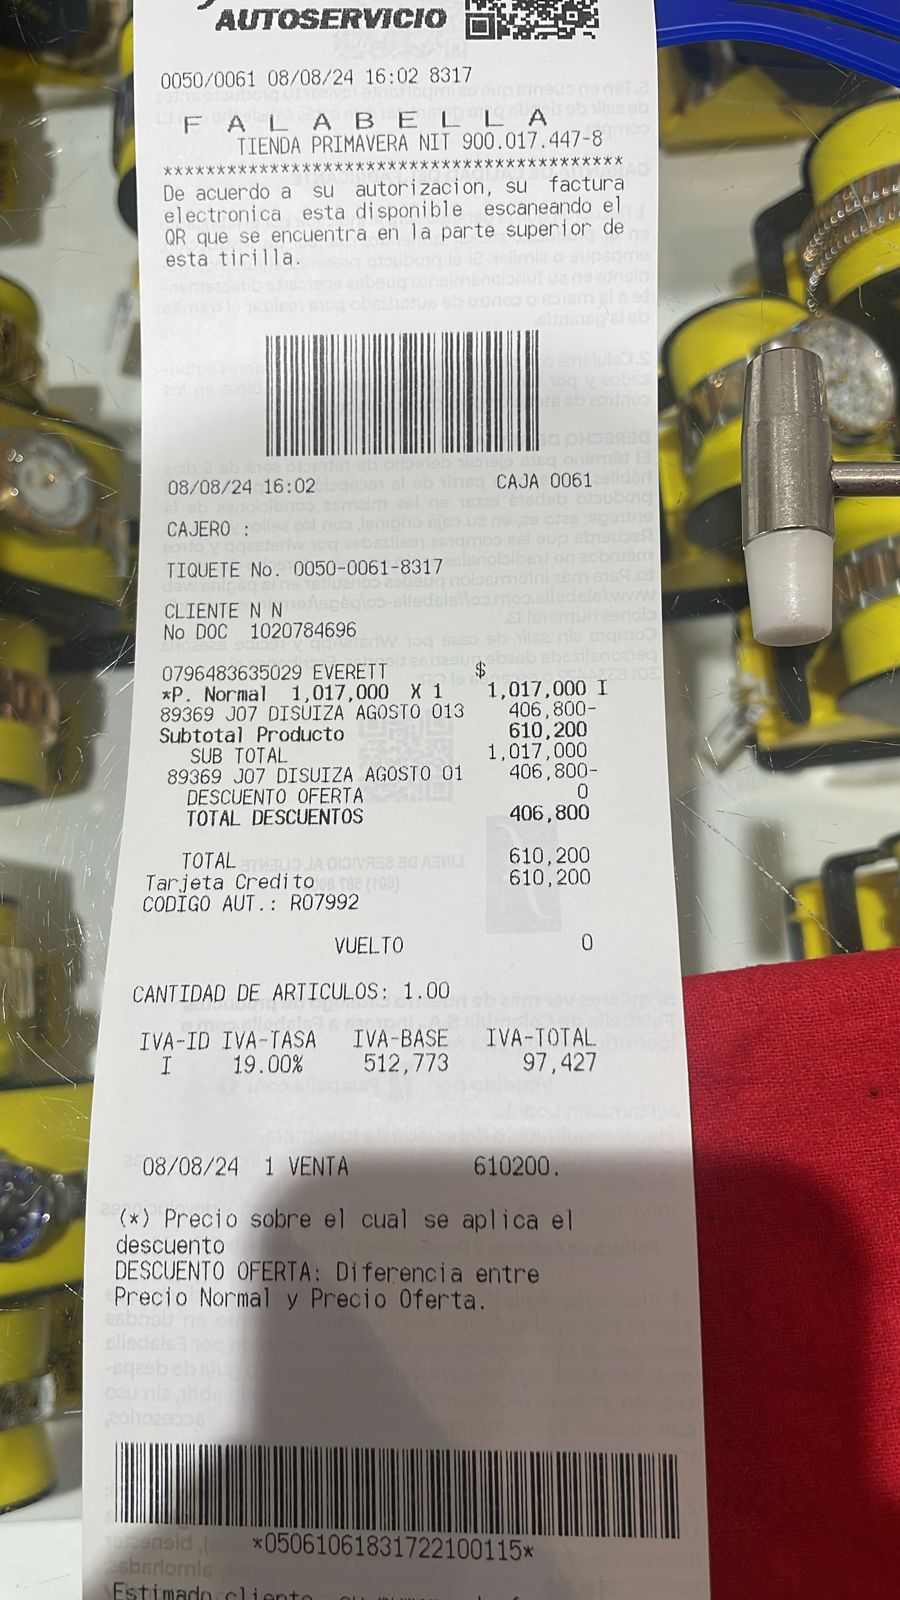 AUTOSERVICIO
0050/0061 08/08/24 16:02 8317
F A L A B E L L A
TIENDA PRIMAVERA NIT 900.017.447-8
*******************************************
De acuerdo a su autorizacion, su factura
electronica esta disponible escaneando el
QR que se encuentra en la parte superior de
esta tirilla.
08/08/24 16:02 CAJA 0061
CAJERO :
TIQUETE No. 0050-0061-8317
CLIENTE N N
No DOC 1020784696
0796483635029 EVERETT $
*P. Normal 1,017,000 X 1 1,017,000 I
89369 J07 DISUIZA AGOSTO 013 406,800-
Subtotal Producto 610,200
SUB TOTAL 1,017,000
89369 J07 DISUIZA AGOSTO 01 406,800-
DESCUENTO OFERTA 0
TOTAL DESCUENTOS 406,800
TOTAL 610,200
Tarjeta Credito 610,200
CODIGO AUT.: R07992
VUELTO 0
CANTIDAD DE ARTICULOS: 1.00
IVA-ID IVA-TASA IVA-BASE IVA-TOTAL
I 19.00% 512,773 97,427
08/08/24 1 VENTA 610200.
(*) Precio sobre el cual se aplica el
descuento
DESCUENTO OFERTA: Diferencia entre
Precio Normal y Precio Oferta.
*05061061831722100115*
Estimado cliente